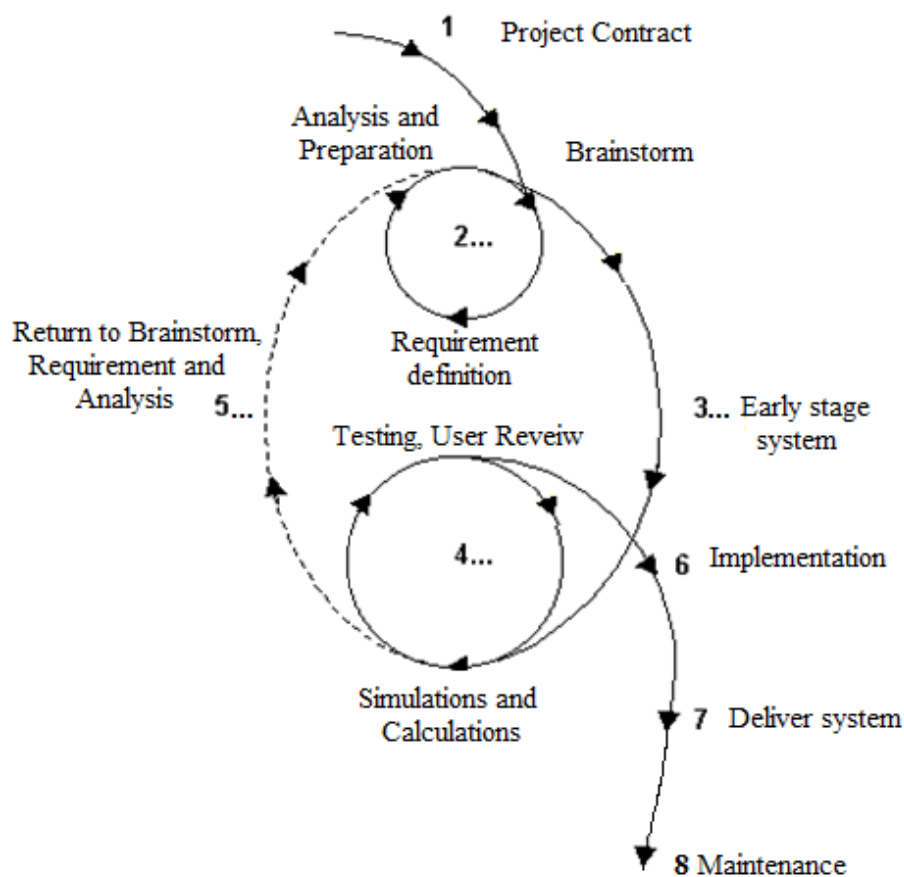 1 Project Contract
Analysis and
Preparation
Brainstorm
2...
Requirement
definition
Return to Brainstorm,
Requirement and
Analysis 5...
3... Early stage
system
Testing, User Reveiw
4...
6 Implementation
Simulations and
Calculations
7 Deliver system
8 Maintenance